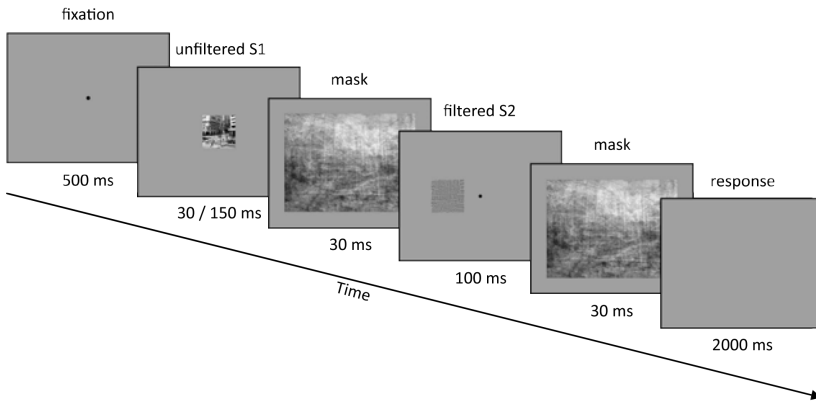 fixation
500 ms
unfiltered S1
30 / 150 ms
mask
30 ms
filtered S2
100 ms
mask
30 ms
response
2000 ms
Time